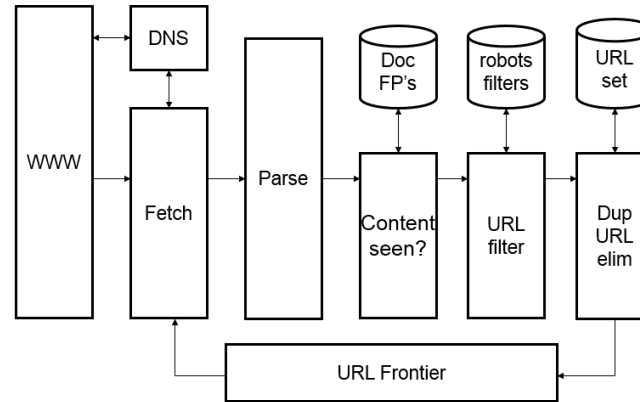 WWW
DNS
Fetch
Parse
Doc
FP's
Content
seen?
robots
filters
URL
filter
URL
set
Dup
URL
elim
URL Frontier